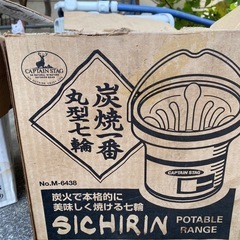 CAPTAIN STAG
炭焼一番
丸型七輪
CAPTAIN STAG
No.M-6438
炭火で本格的に
美味しく焼ける七輪
SICHIRIN
POTABLE
RANGE